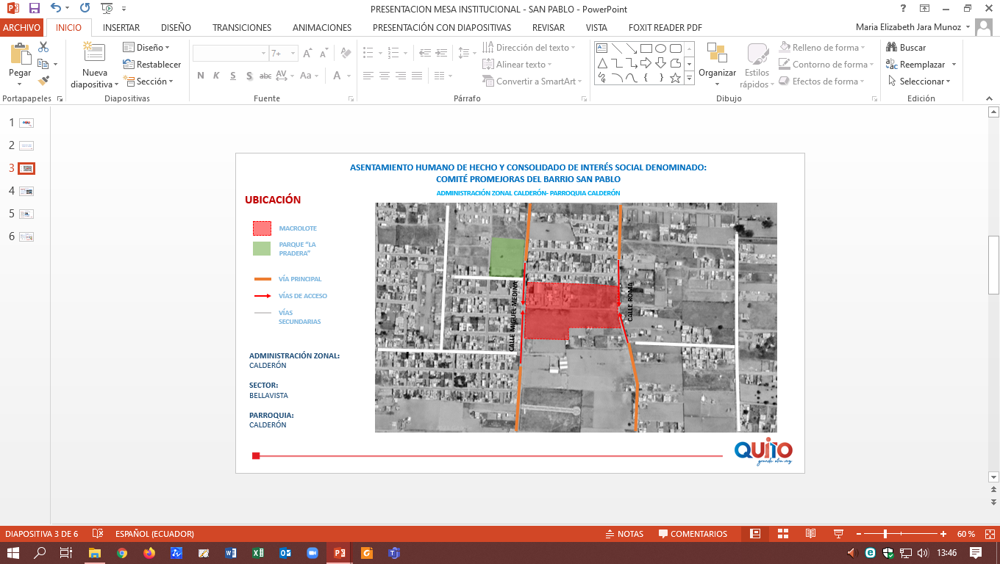 PRESENTACION MESA INSTITUCIONAL - SAN PABLO - PowerPoint
ARCHIVO INICIO INSERTAR DISEÑO TRANSICIONES ANIMACIONES PRESENTACIÓN CON DIAPOSITIVAS REVISAR VISTA FOXIT READER PDF Maria Elizabeth Jara Munoz
Pegar
Portapapeles
Nueva
diapositiva
Diseño
Restablecer
Sección
Diapositivas
7+
N K S S abc AV Aa A
Fuente
Dirección del texto
Alinear texto
Convertir a SmartArt
Párrafo
Organizar
Estilos
rápidos
Relleno de forma
Contorno de forma
Efectos de forma
Dibujo
Buscar
Reemplazar
Seleccionar
Edición
1
2
3
4
5
6
ASENTAMIENTO HUMANO DE HECHO Y CONSOLIDADO DE INTERÉS SOCIAL DENOMINADO:
COMITÉ PROMEJORAS DEL BARRIO SAN PABLO
ADMINISTRACIÓN ZONAL CALDERÓN- PARROQUIA CALDERÓN
UBICACIÓN
MACROLOTE
PARQUE "LA
PRADERA"
VÍA PRINCIPAL
VÍAS DE ACCESO
VÍAS
SECUNDARIAS
ADMINISTRACIÓN ZONAL:
CALDERÓN
SECTOR:
BELLAVISTA
PARROQUIA:
CALDERÓN
CALLE MIGUEL MEDINA
CALLE ROMA
QUITO
grande otra vez
DIAPOSITIVA 3 DE 6 ESPAÑOL (ECUADOR) NOTAS COMENTARIOS 60 %
13:46